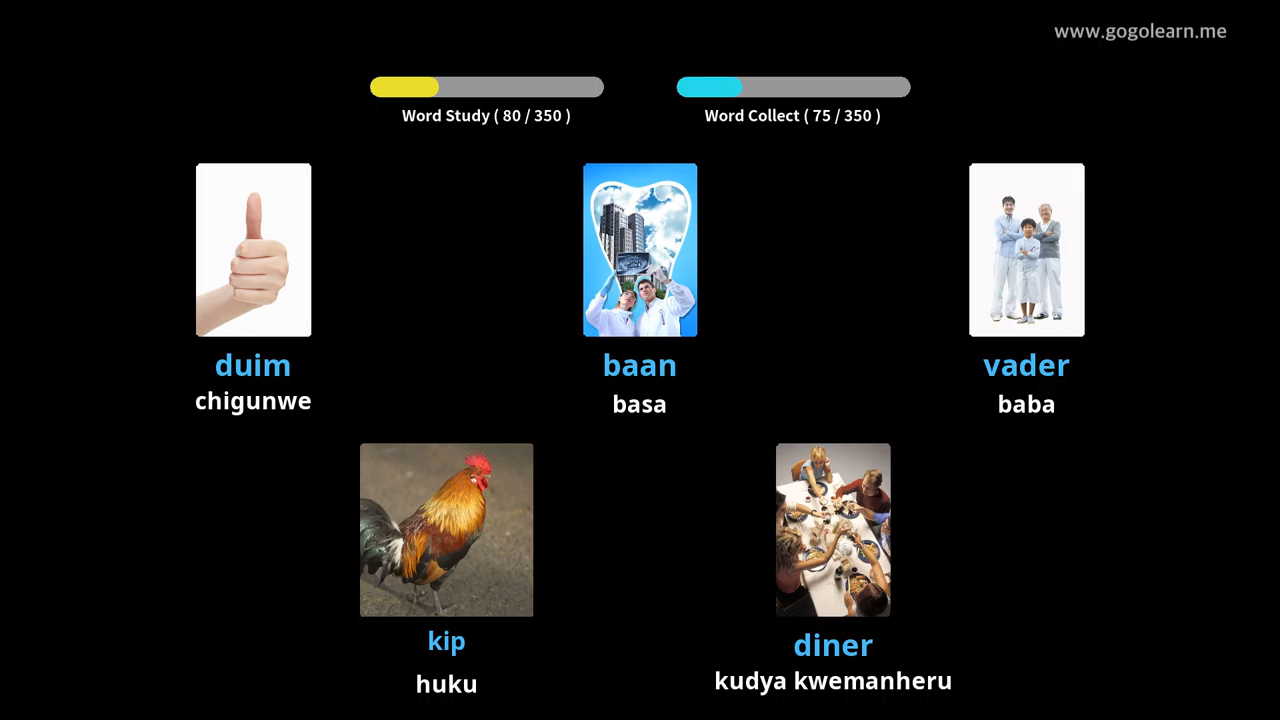 www.gogolearn.me
Word Study ( 80 / 350 )
Word Collect ( 75 / 350 )
duim
chigunwe
baan
basa
vader
baba
kip
huku
diner
kudya kwemanheru